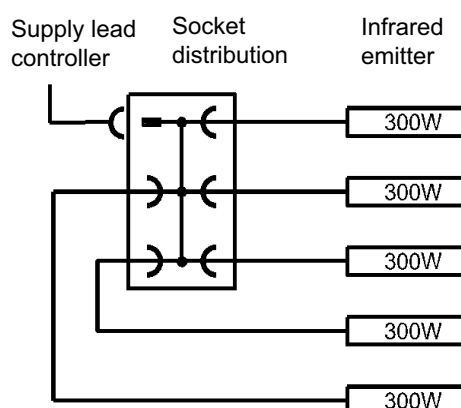 Supply lead
controller
Socket
distribution
Infrared
emitter
300W
300W
300W
300W
300W